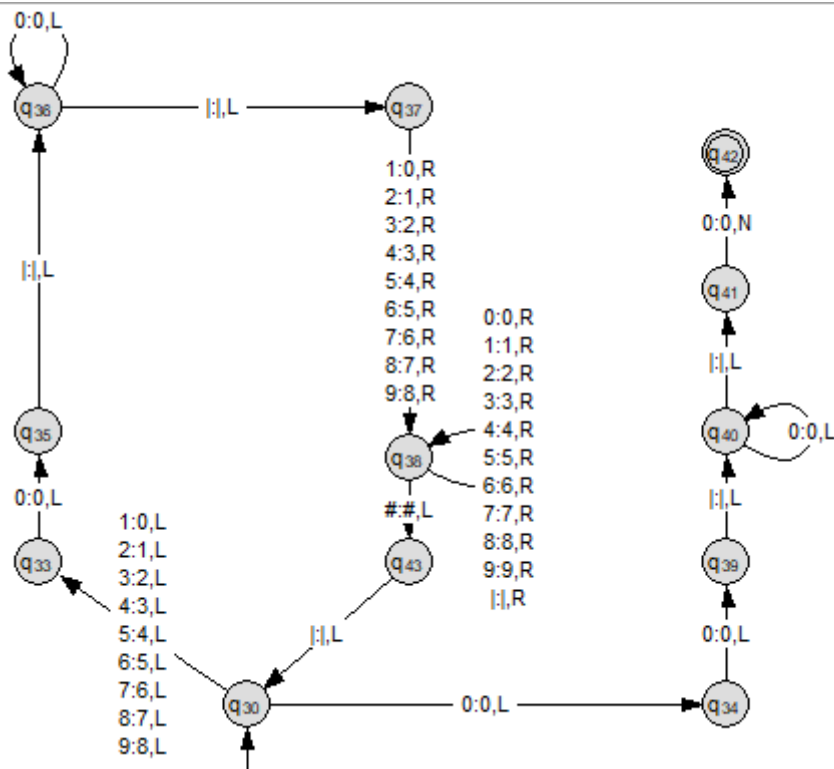 0:0,L
q36
|:|,L
q37
q42
1:0,R
2:1,R
3:2,R
4:3,R
5:4,R
6:5,R
7:6,R
8:7,R
9:8,R
0:0,N
|:|,L
q41
0:0,R
1:1,R
2:2,R
3:3,R
4:4,R
5:5,R
6:6,R
7:7,R
8:8,R
9:9,R
|:|,R
|:|,L
q35
q38
q40
0:0,L
0:0,L
#:#,L
|:|,L
q33
q43
q39
1:0,L
2:1,L
3:2,L
4:3,L
5:4,L
6:5,L
7:6,L
8:7,L
9:8,L
|:|,L
0:0,L
q30
0:0,L
q34